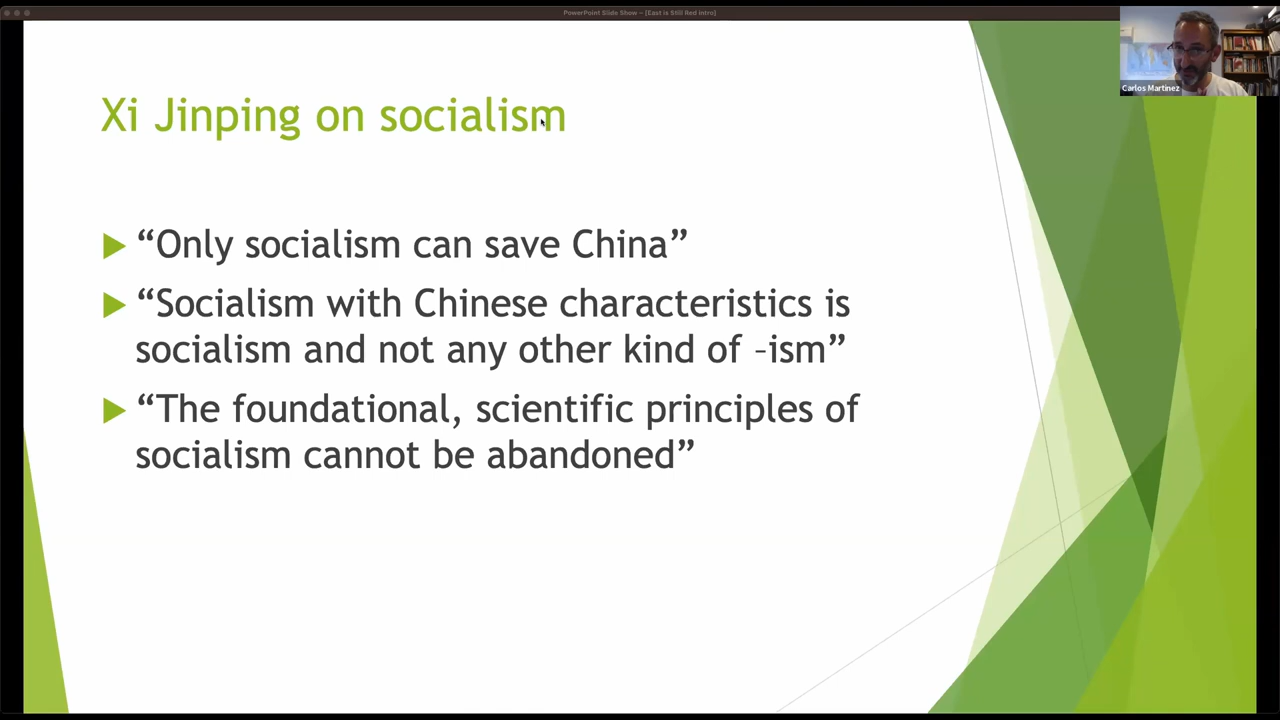 PowerPoint Slide Show - [East is Still Red intro]
Carlos Martinez
Xi Jinping on socialism
“Only socialism can save China”
“Socialism with Chinese characteristics is
socialism and not any other kind of –ism”
“The foundational, scientific principles of
socialism cannot be abandoned”